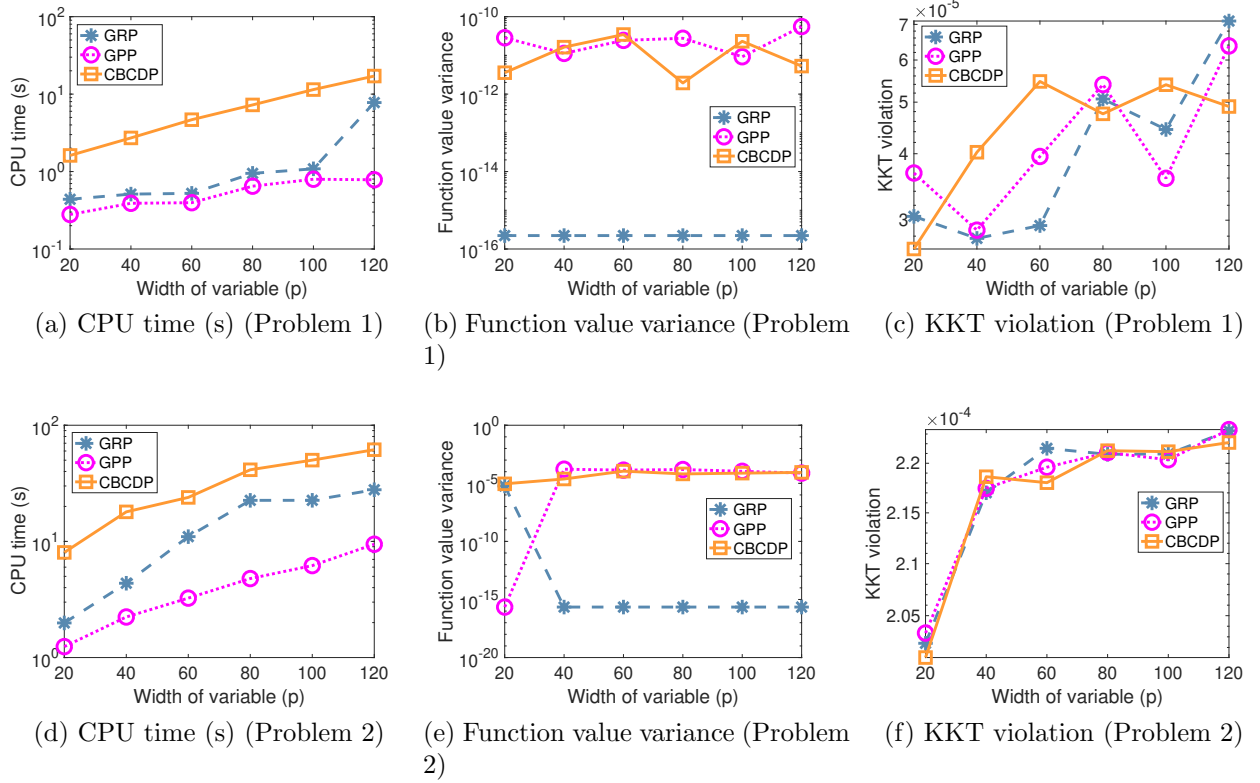 10^2
10^1
10^0
10^-1
CPU time (s)
GRP
GPP
CBCDP
20 40 60 80 100 120
Width of variable (p)
(a) CPU time (s) (Problem 1)
10^-10
10^-12
10^-14
10^-16
Function value variance
GRP
GPP
CBCDP
20 40 60 80 100 120
Width of variable (p)
(b) Function value variance (Problem
1)
×10^-5
7
6
5
4
3
KKT violation
GRP
GPP
CBCDP
20 40 60 80 100 120
Width of variable (p)
(c) KKT violation (Problem 1)
10^2
10^1
10^0
CPU time (s)
GRP
GPP
CBCDP
20 40 60 80 100 120
Width of variable (p)
(d) CPU time (s) (Problem 2)
10^0
10^-5
10^-10
10^-15
10^-20
Function value variance
GRP
GPP
CBCDP
20 40 60 80 100 120
Width of variable (p)
(e) Function value variance (Problem
2)
×10^-4
2.2
2.15
2.1
2.05
KKT violation
GRP
GPP
CBCDP
20 40 60 80 100 120
Width of variable (p)
(f) KKT violation (Problem 2)